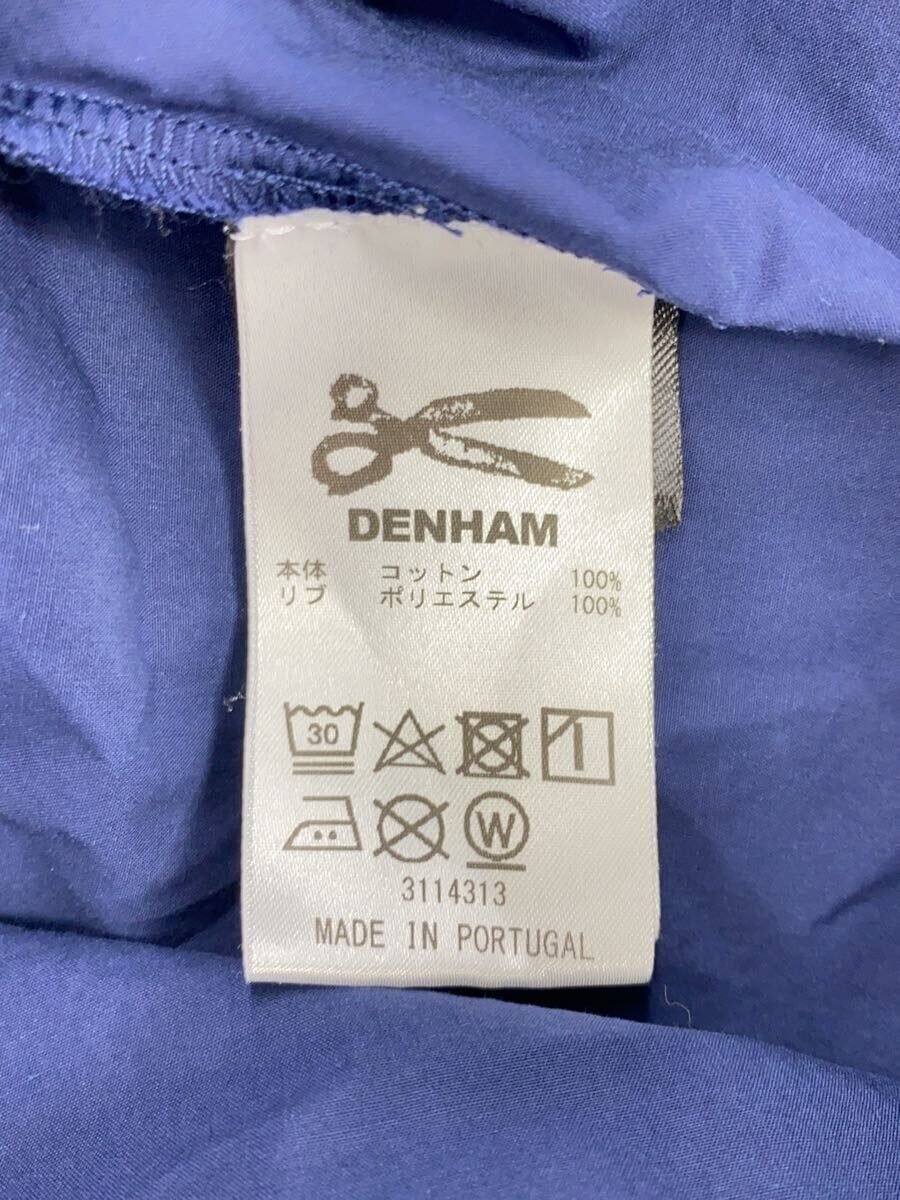 DENHAM
本体 コットン 100%
リブ ポリエステル 100%
30
W
3114313
MADE IN PORTUGAL